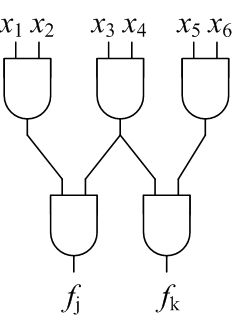 x₁ x₂ x₃ x₄ x₅ x₆
fⱼ fₖ